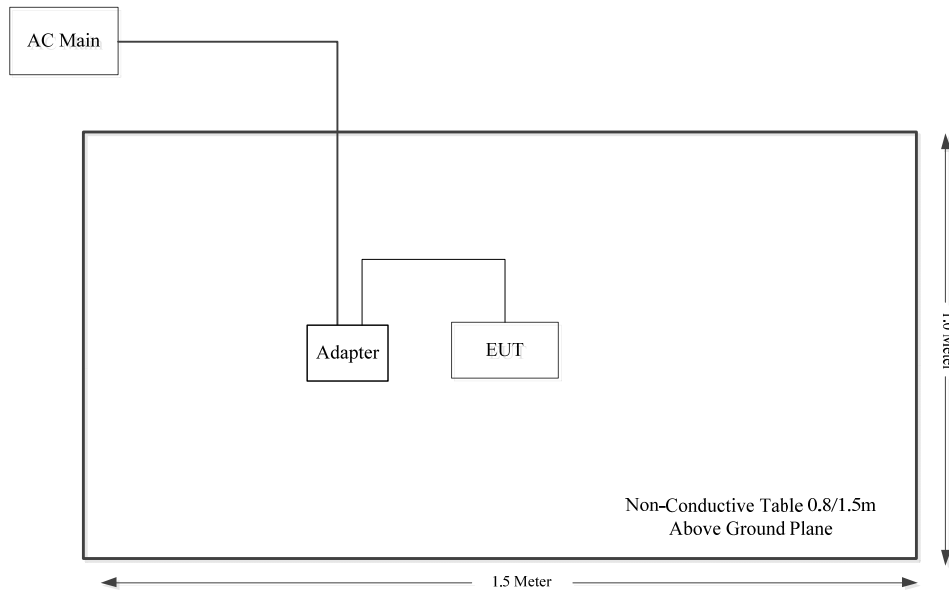 AC Main
Adapter
EUT
Non-Conductive Table 0.8/1.5m
Above Ground Plane
1.5 Meter